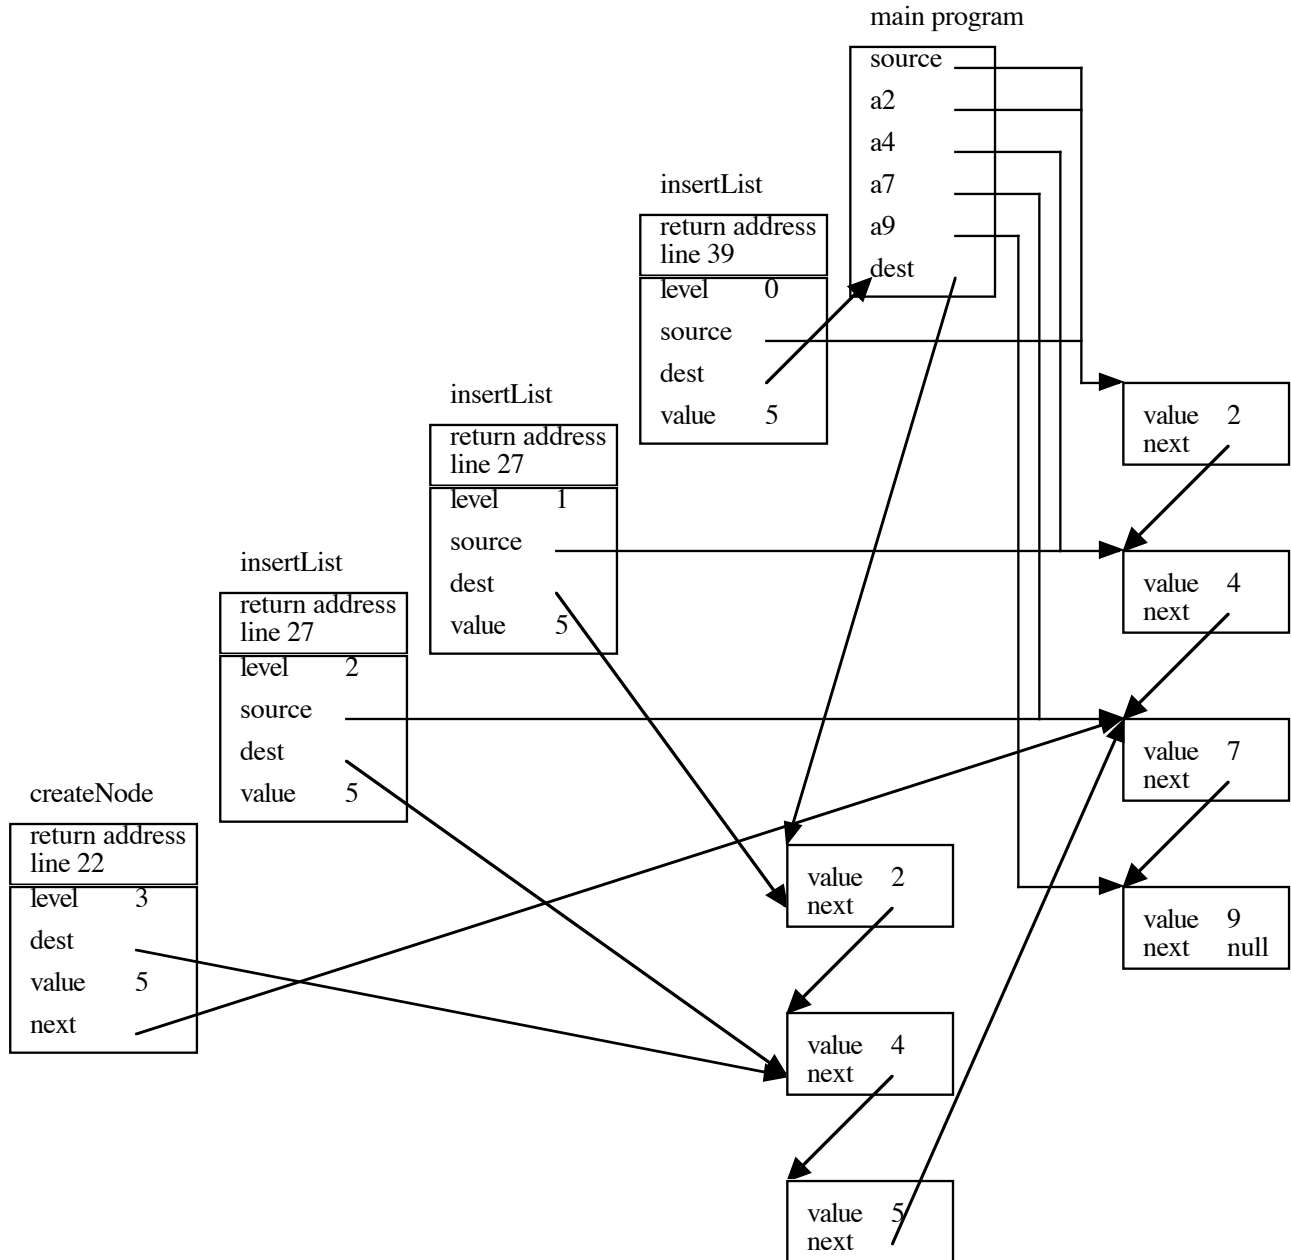 main program
source
a2
a4
a7
a9
dest
insertList
return address
line 39
level 0
source
dest
value 5
insertList
return address
line 27
level 1
source
dest
value 5
insertList
return address
line 27
level 2
source
dest
value 5
createNode
return address
line 22
level 3
dest
value 5
next
value 2
next
value 4
next
value 7
next
value 9
next null
value 2
next
value 4
next
value 5
next